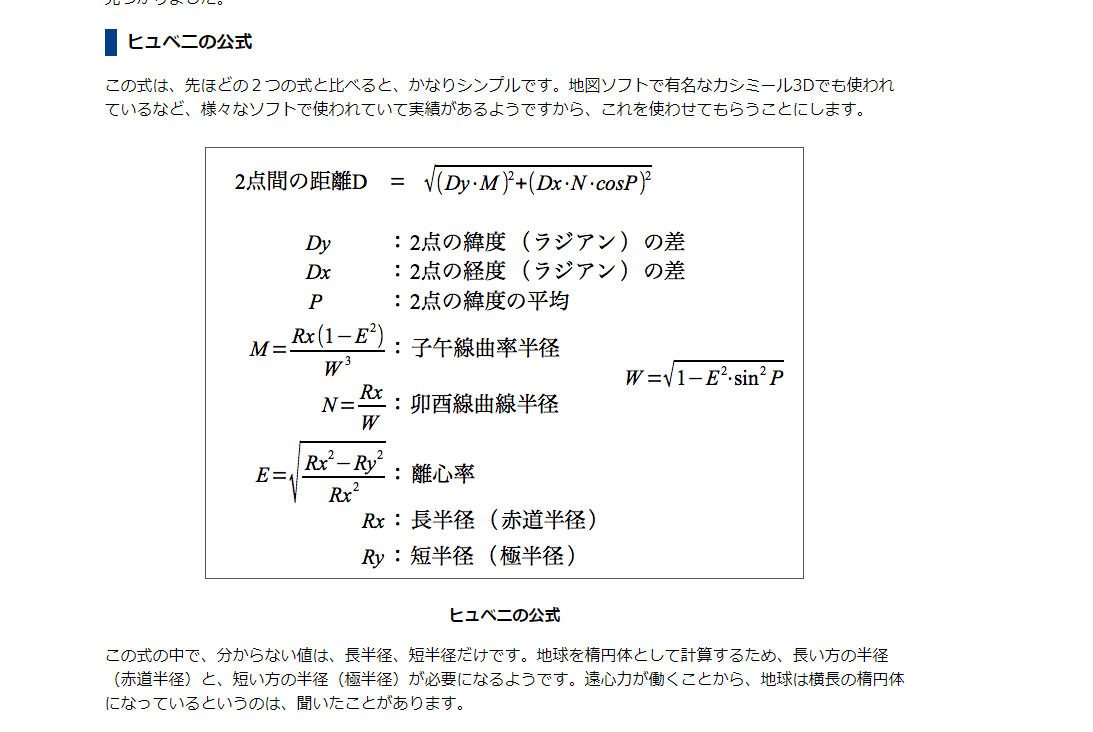 見つかりました。
ヒュベニの公式
この式は、先ほどの２つの式と比べると、かなりシンプルです。地図ソフトで有名なカシミール3Dでも使われ
ているなど、様々なソフトで使われていて実績があるようですから、これを使わせてもらうことにします。
2点間の距離D = √((Dy·M)²+(Dx·N·cosP)²)
Dy : 2点の緯度（ラジアン）の差
Dx : 2点の経度（ラジアン）の差
P : 2点の緯度の平均
M=Rx(1−E²)/W³ : 子午線曲率半径
W=√(1−E²·sin²P)
N=Rx/W : 卯酉線曲線半径
E=√((Rx²−Ry²)/Rx²) : 離心率
Rx : 長半径（赤道半径）
Ry : 短半径（極半径）
ヒュベニの公式
この式の中で、分からない値は、長半径、短半径だけです。地球を楕円体として計算するため、長い方の半径
（赤道半径）と、短い方の半径（極半径）が必要になるようです。遠心力が働くことから、地球は横長の楕円体
になっているというのは、聞いたことがあります。